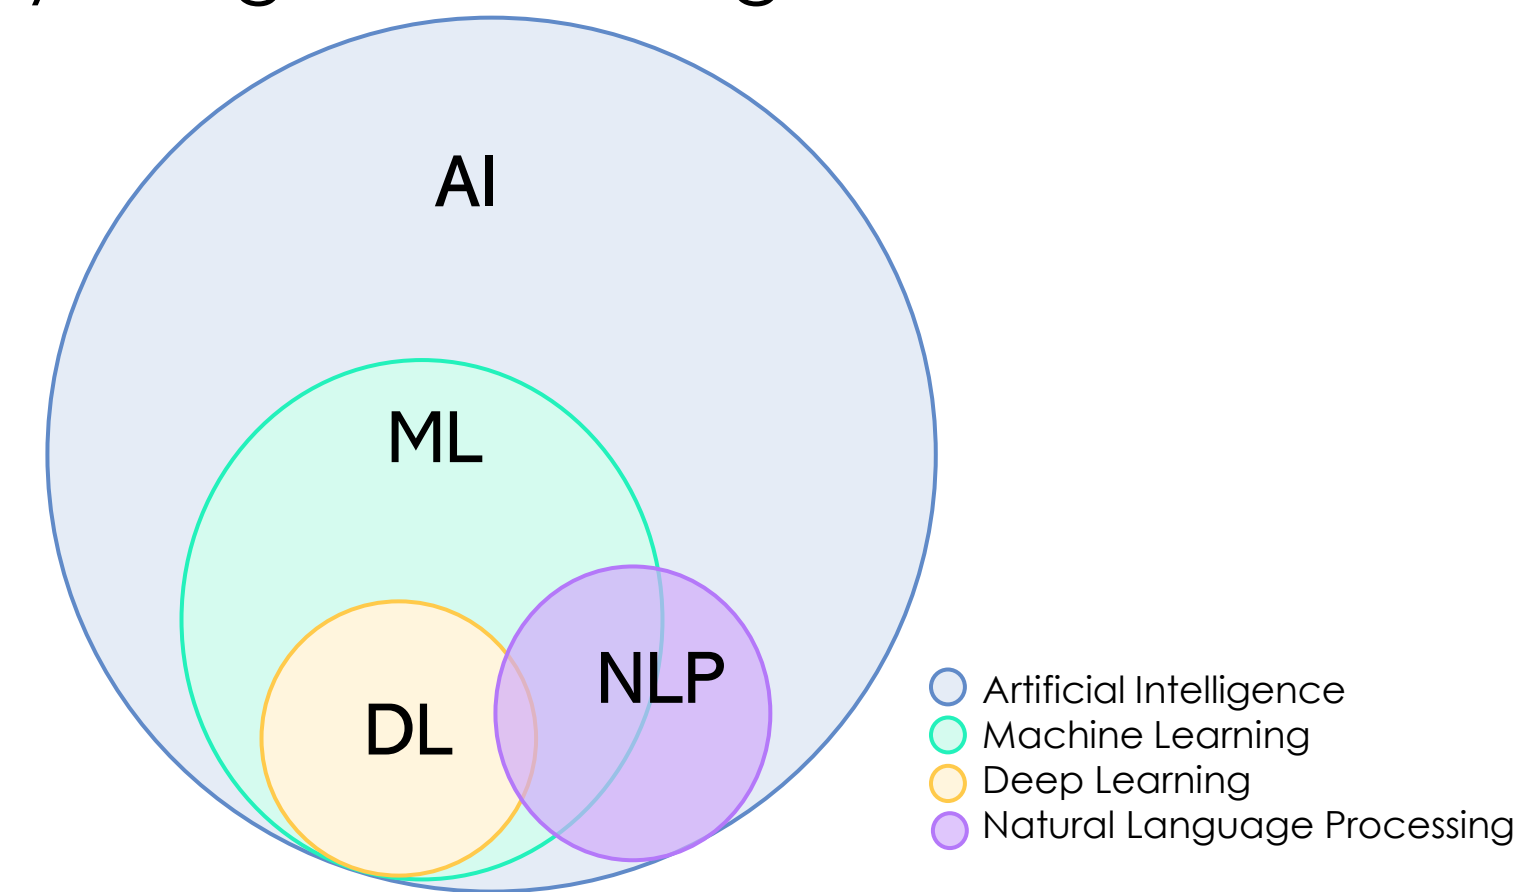 AI
ML
NLP
DL
Artificial Intelligence
Machine Learning
Deep Learning
Natural Language Processing